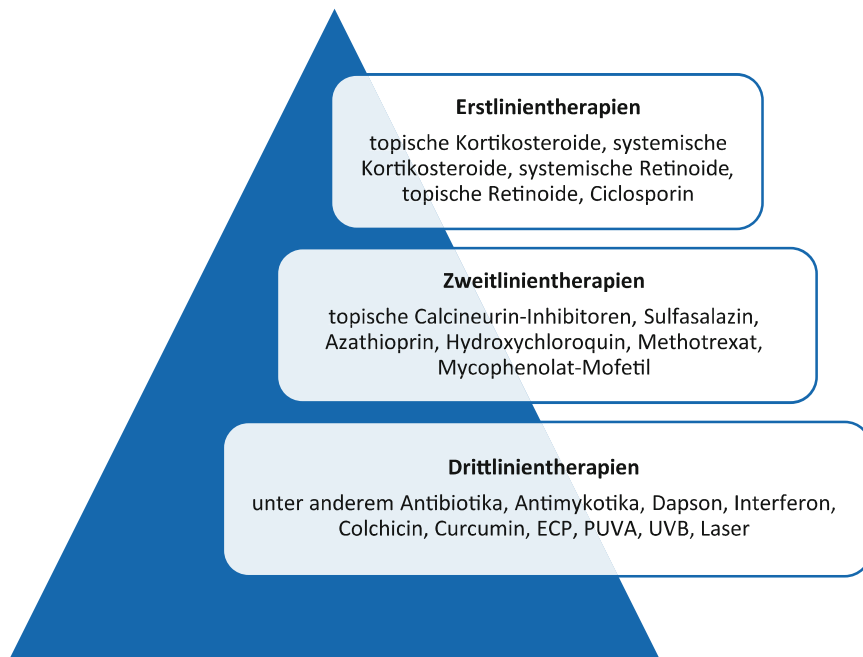 Erstlinientherapien
topische Kortikosteroide, systemische
Kortikosteroide, systemische Retinoide,
topische Retinoide, Ciclosporin
Zweitlinientherapien
topische Calcineurin-Inhibitoren, Sulfasalazin,
Azathioprin, Hydroxychloroquin, Methotrexat,
Mycophenolat-Mofetil
Drittlinientherapien
unter anderem Antibiotika, Antimykotika, Dapson, Interferon,
Colchicin, Curcumin, ECP, PUVA, UVB, Laser